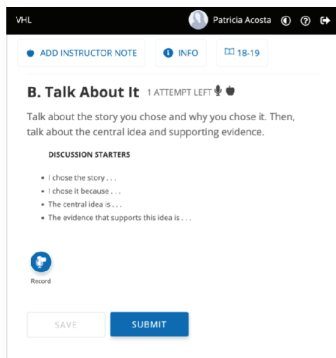 VHL Patricia Acosta
ADD INSTRUCTOR NOTE INFO 18-19
B. Talk About It 1 ATTEMPT LEFT
Talk about the story you chose and why you chose it. Then,
talk about the central idea and supporting evidence.
DISCUSSION STARTERS
• I chose the story . . .
• I chose it because . . .
• The central idea is . . .
• The evidence that supports this idea is . . .
Record
SAVE SUBMIT